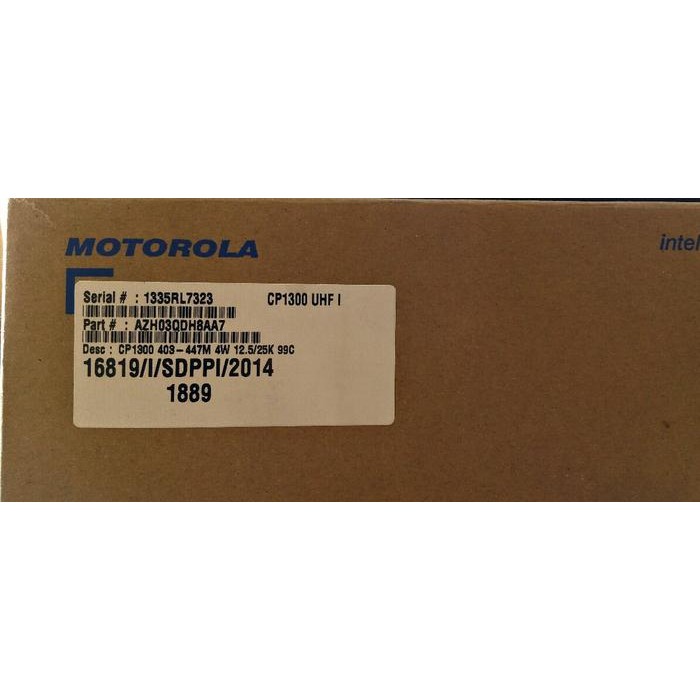 MOTOROLA
intel
Serial # : 1335RL7323 CP1300 UHF I
Part # : AZH03QDH8AA7
Desc : CP1300 403-447M 4W 12.5/25K 99C
16819/I/SDPPI/2014
1889